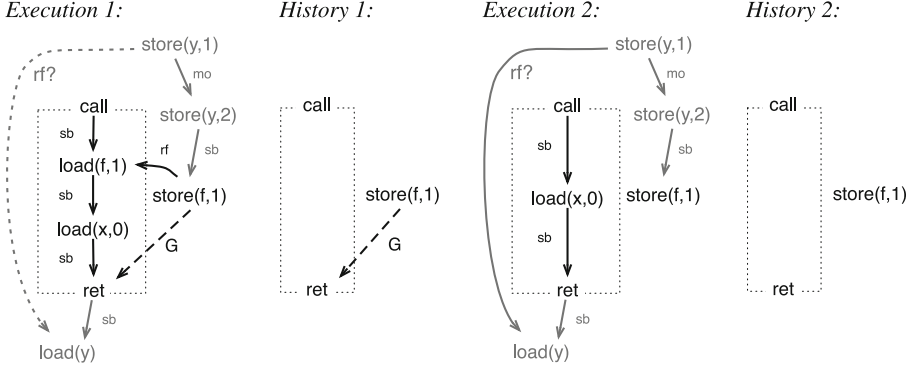 Execution 1: History 1: Execution 2: History 2:
store(y,1) store(y,1)
rf? rf?
mo mo
call call call call
store(y,2) store(y,2)
sb rf sb sb sb
load(f,1)
sb store(f,1) store(f,1) load(x,0) store(f,1) store(f,1)
load(x,0)
sb G G sb
ret ret ret ret
sb sb
load(y) load(y)